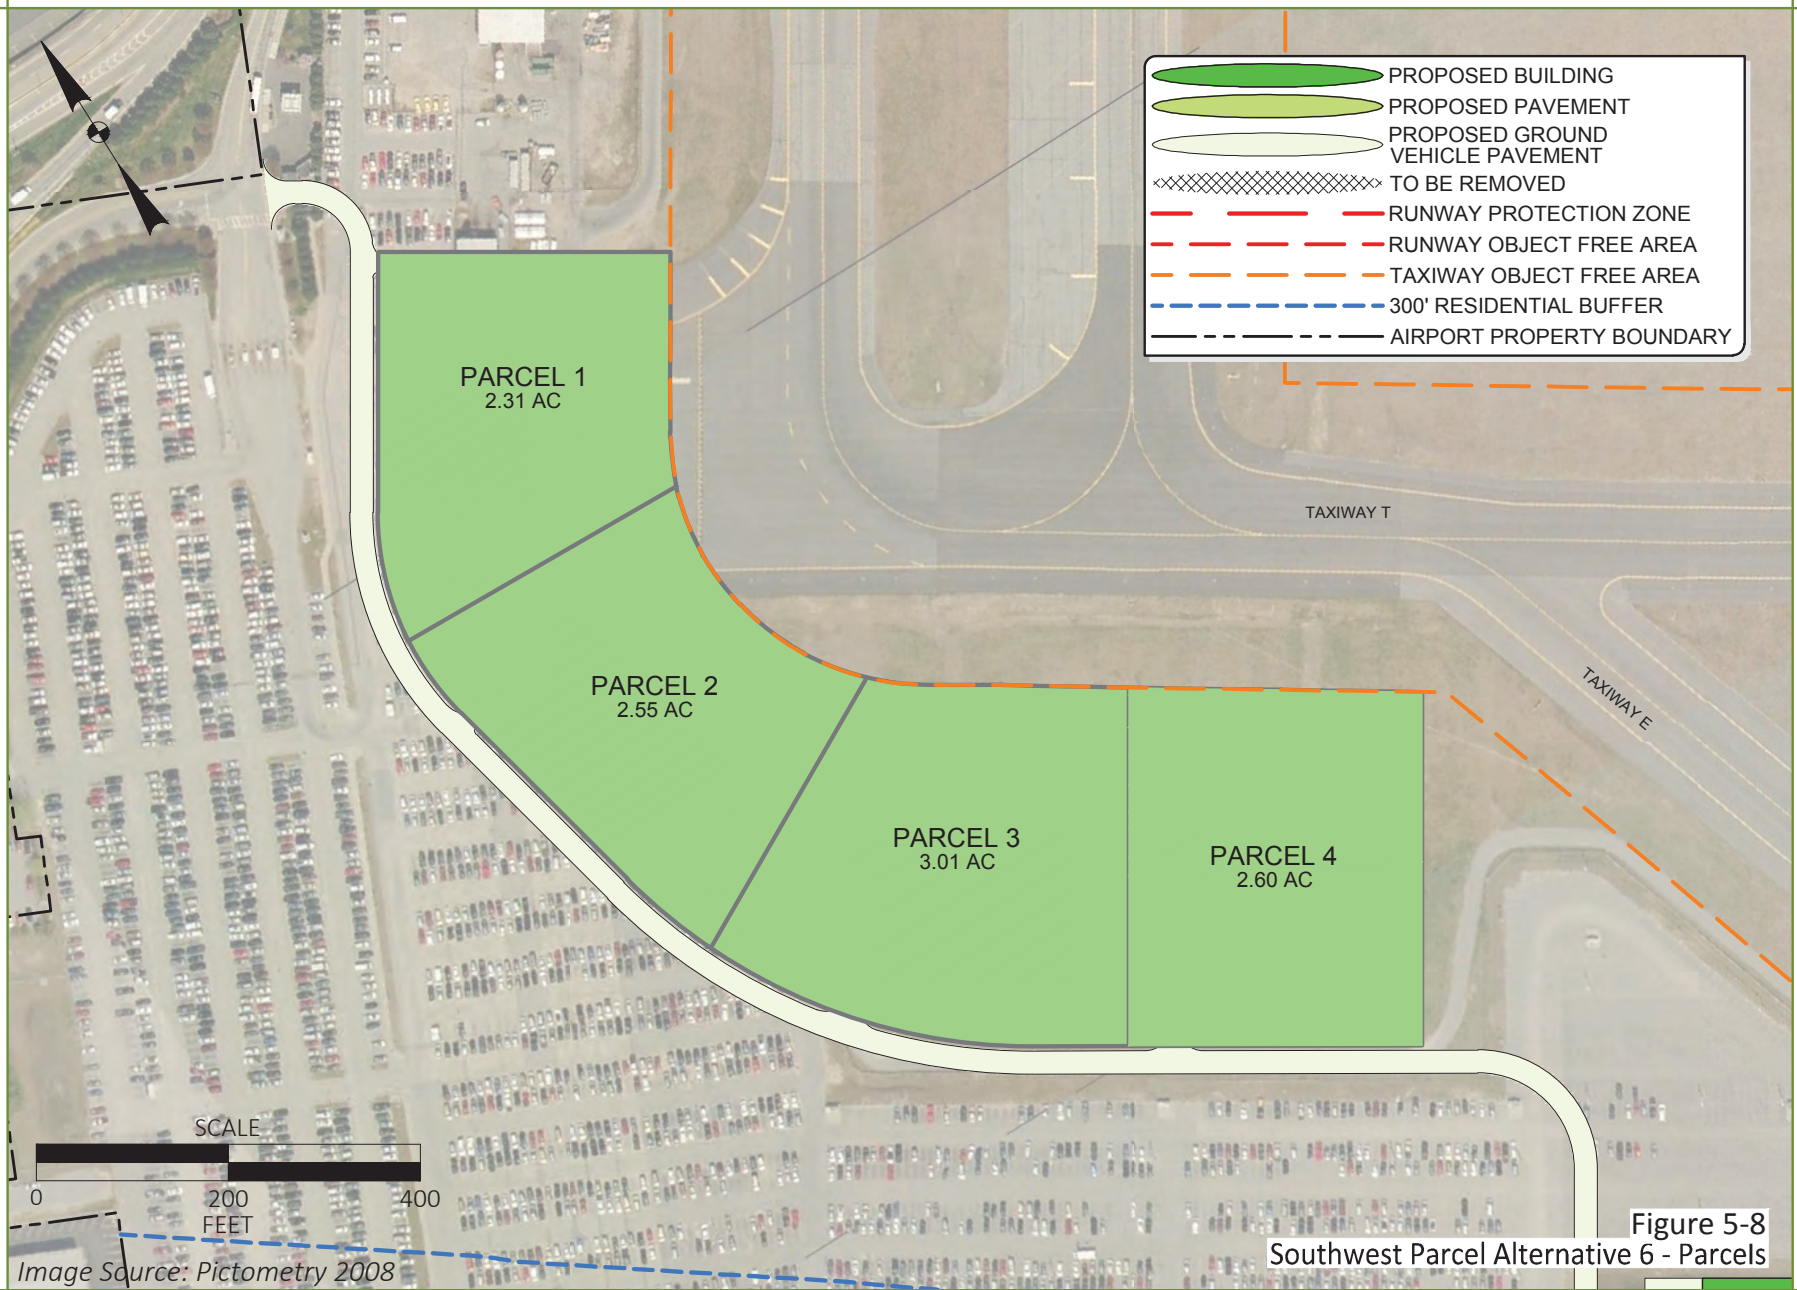 PROPOSED BUILDING
PROPOSED PAVEMENT
PROPOSED GROUND
VEHICLE PAVEMENT
TO BE REMOVED
RUNWAY PROTECTION ZONE
RUNWAY OBJECT FREE AREA
TAXIWAY OBJECT FREE AREA
300' RESIDENTIAL BUFFER
AIRPORT PROPERTY BOUNDARY
PARCEL 1
2.31 AC
TAXIWAY T
TAXIWAY E
PARCEL 2
2.55 AC
PARCEL 3
3.01 AC
PARCEL 4
2.60 AC
SCALE
0 200 400
FEET
Image Source: Pictometry 2008
Figure 5-8
Southwest Parcel Alternative 6 - Parcels